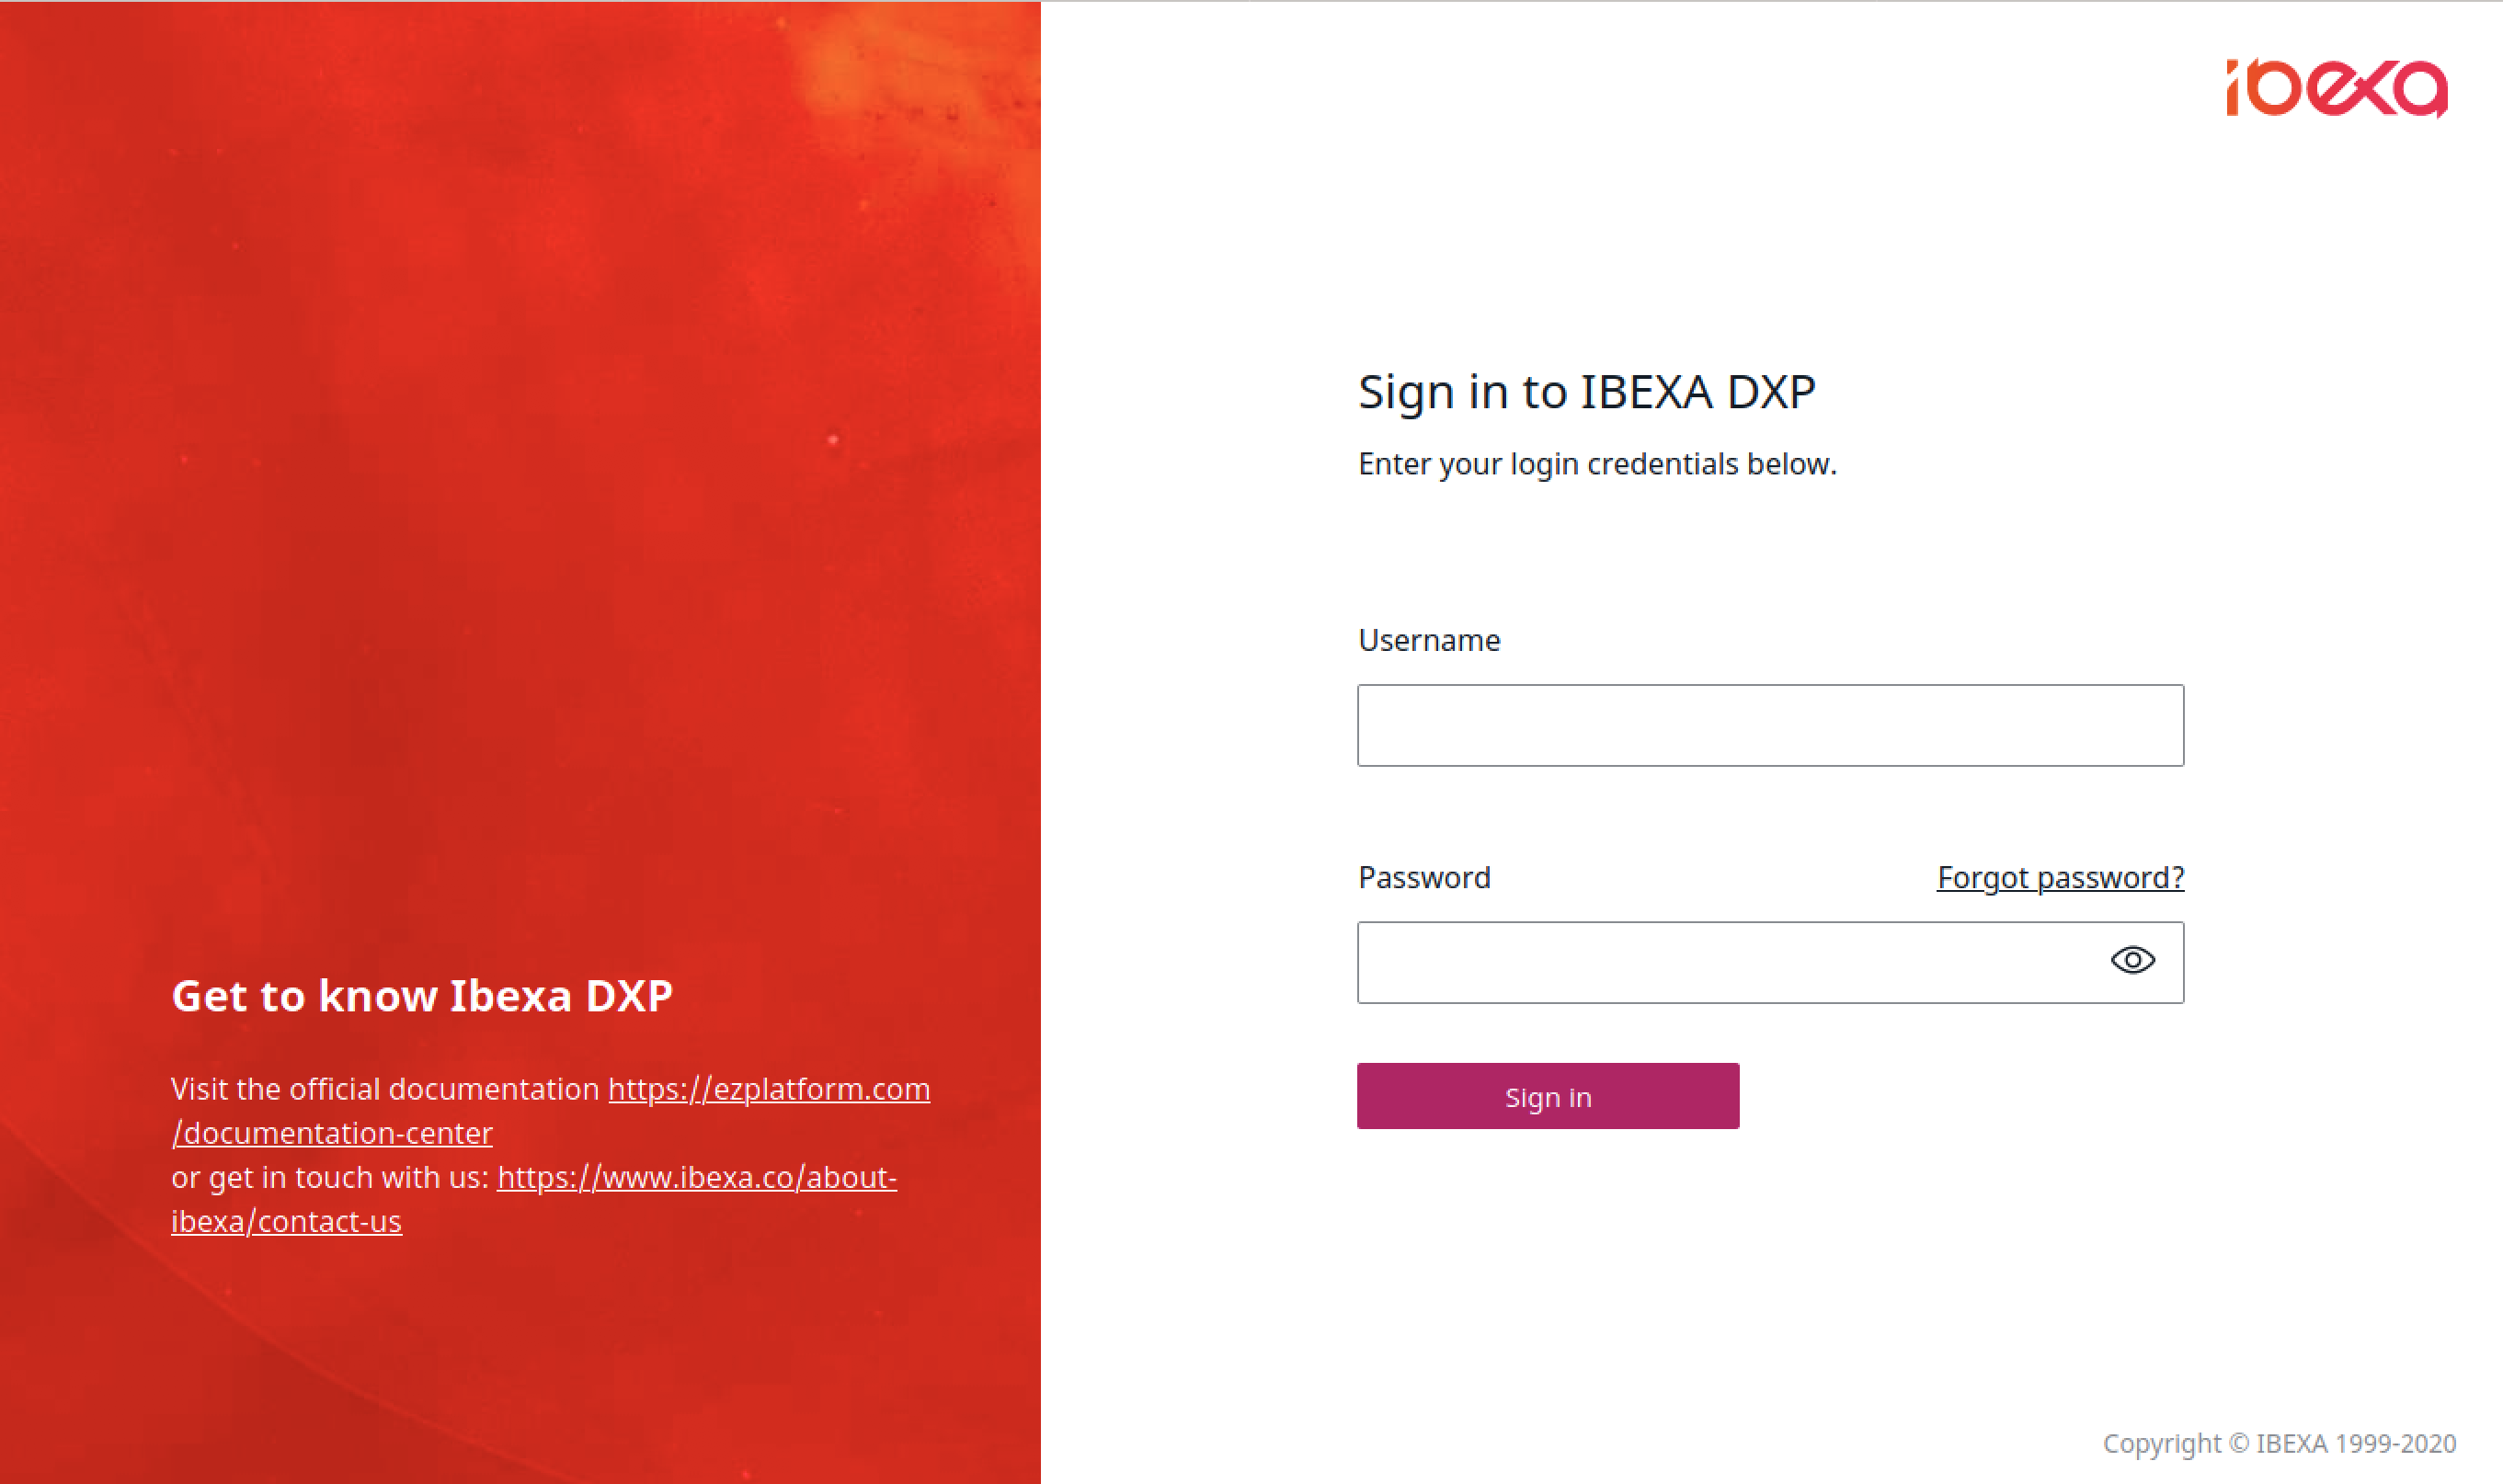 ibexa
Sign in to IBEXA DXP
Enter your login credentials below.
Username
Password
Forgot password?
Sign in
Get to know Ibexa DXP
Visit the official documentation https://ezplatform.com
/documentation-center
or get in touch with us: https://www.ibexa.co/about-
ibexa/contact-us
Copyright © IBEXA 1999-2020